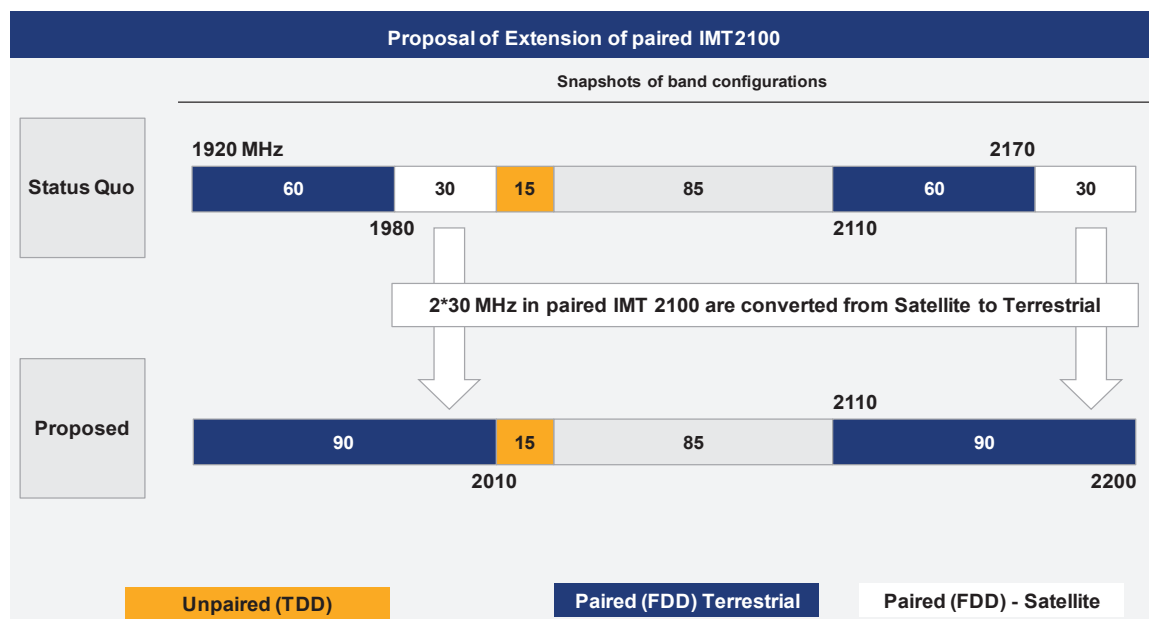 Proposal of Extension of paired IMT2100
Snapshots of band configurations
1920 MHz
2170
Status Quo
60
30
15
85
60
30
1980
2110
2*30 MHz in paired IMT 2100 are converted from Satellite to Terrestrial
2110
Proposed
90
15
85
90
2010
2200
Unpaired (TDD)
Paired (FDD) Terrestrial
Paired (FDD) - Satellite